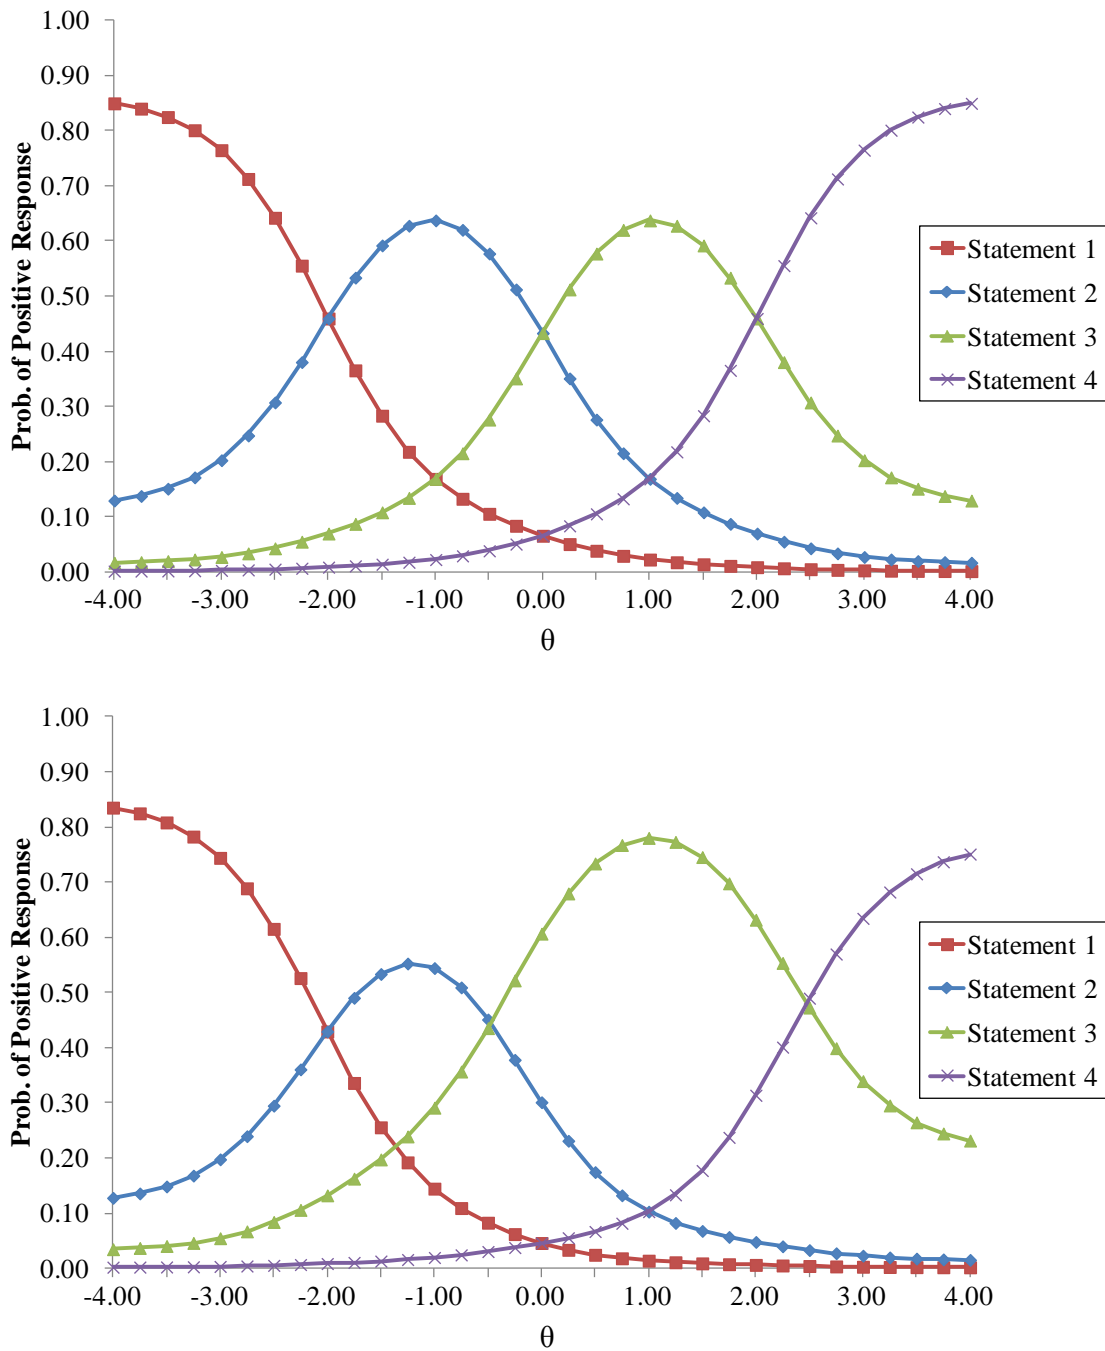 1.00
0.90
0.80
0.70
0.60
0.50
0.40
0.30
0.20
0.10
0.00
Prob. of Positive Response
-4.00 -3.00 -2.00 -1.00 0.00 1.00 2.00 3.00 4.00
θ
Statement 1
Statement 2
Statement 3
Statement 4
1.00
0.90
0.80
0.70
0.60
0.50
0.40
0.30
0.20
0.10
0.00
Prob. of Positive Response
-4.00 -3.00 -2.00 -1.00 0.00 1.00 2.00 3.00 4.00
θ
Statement 1
Statement 2
Statement 3
Statement 4